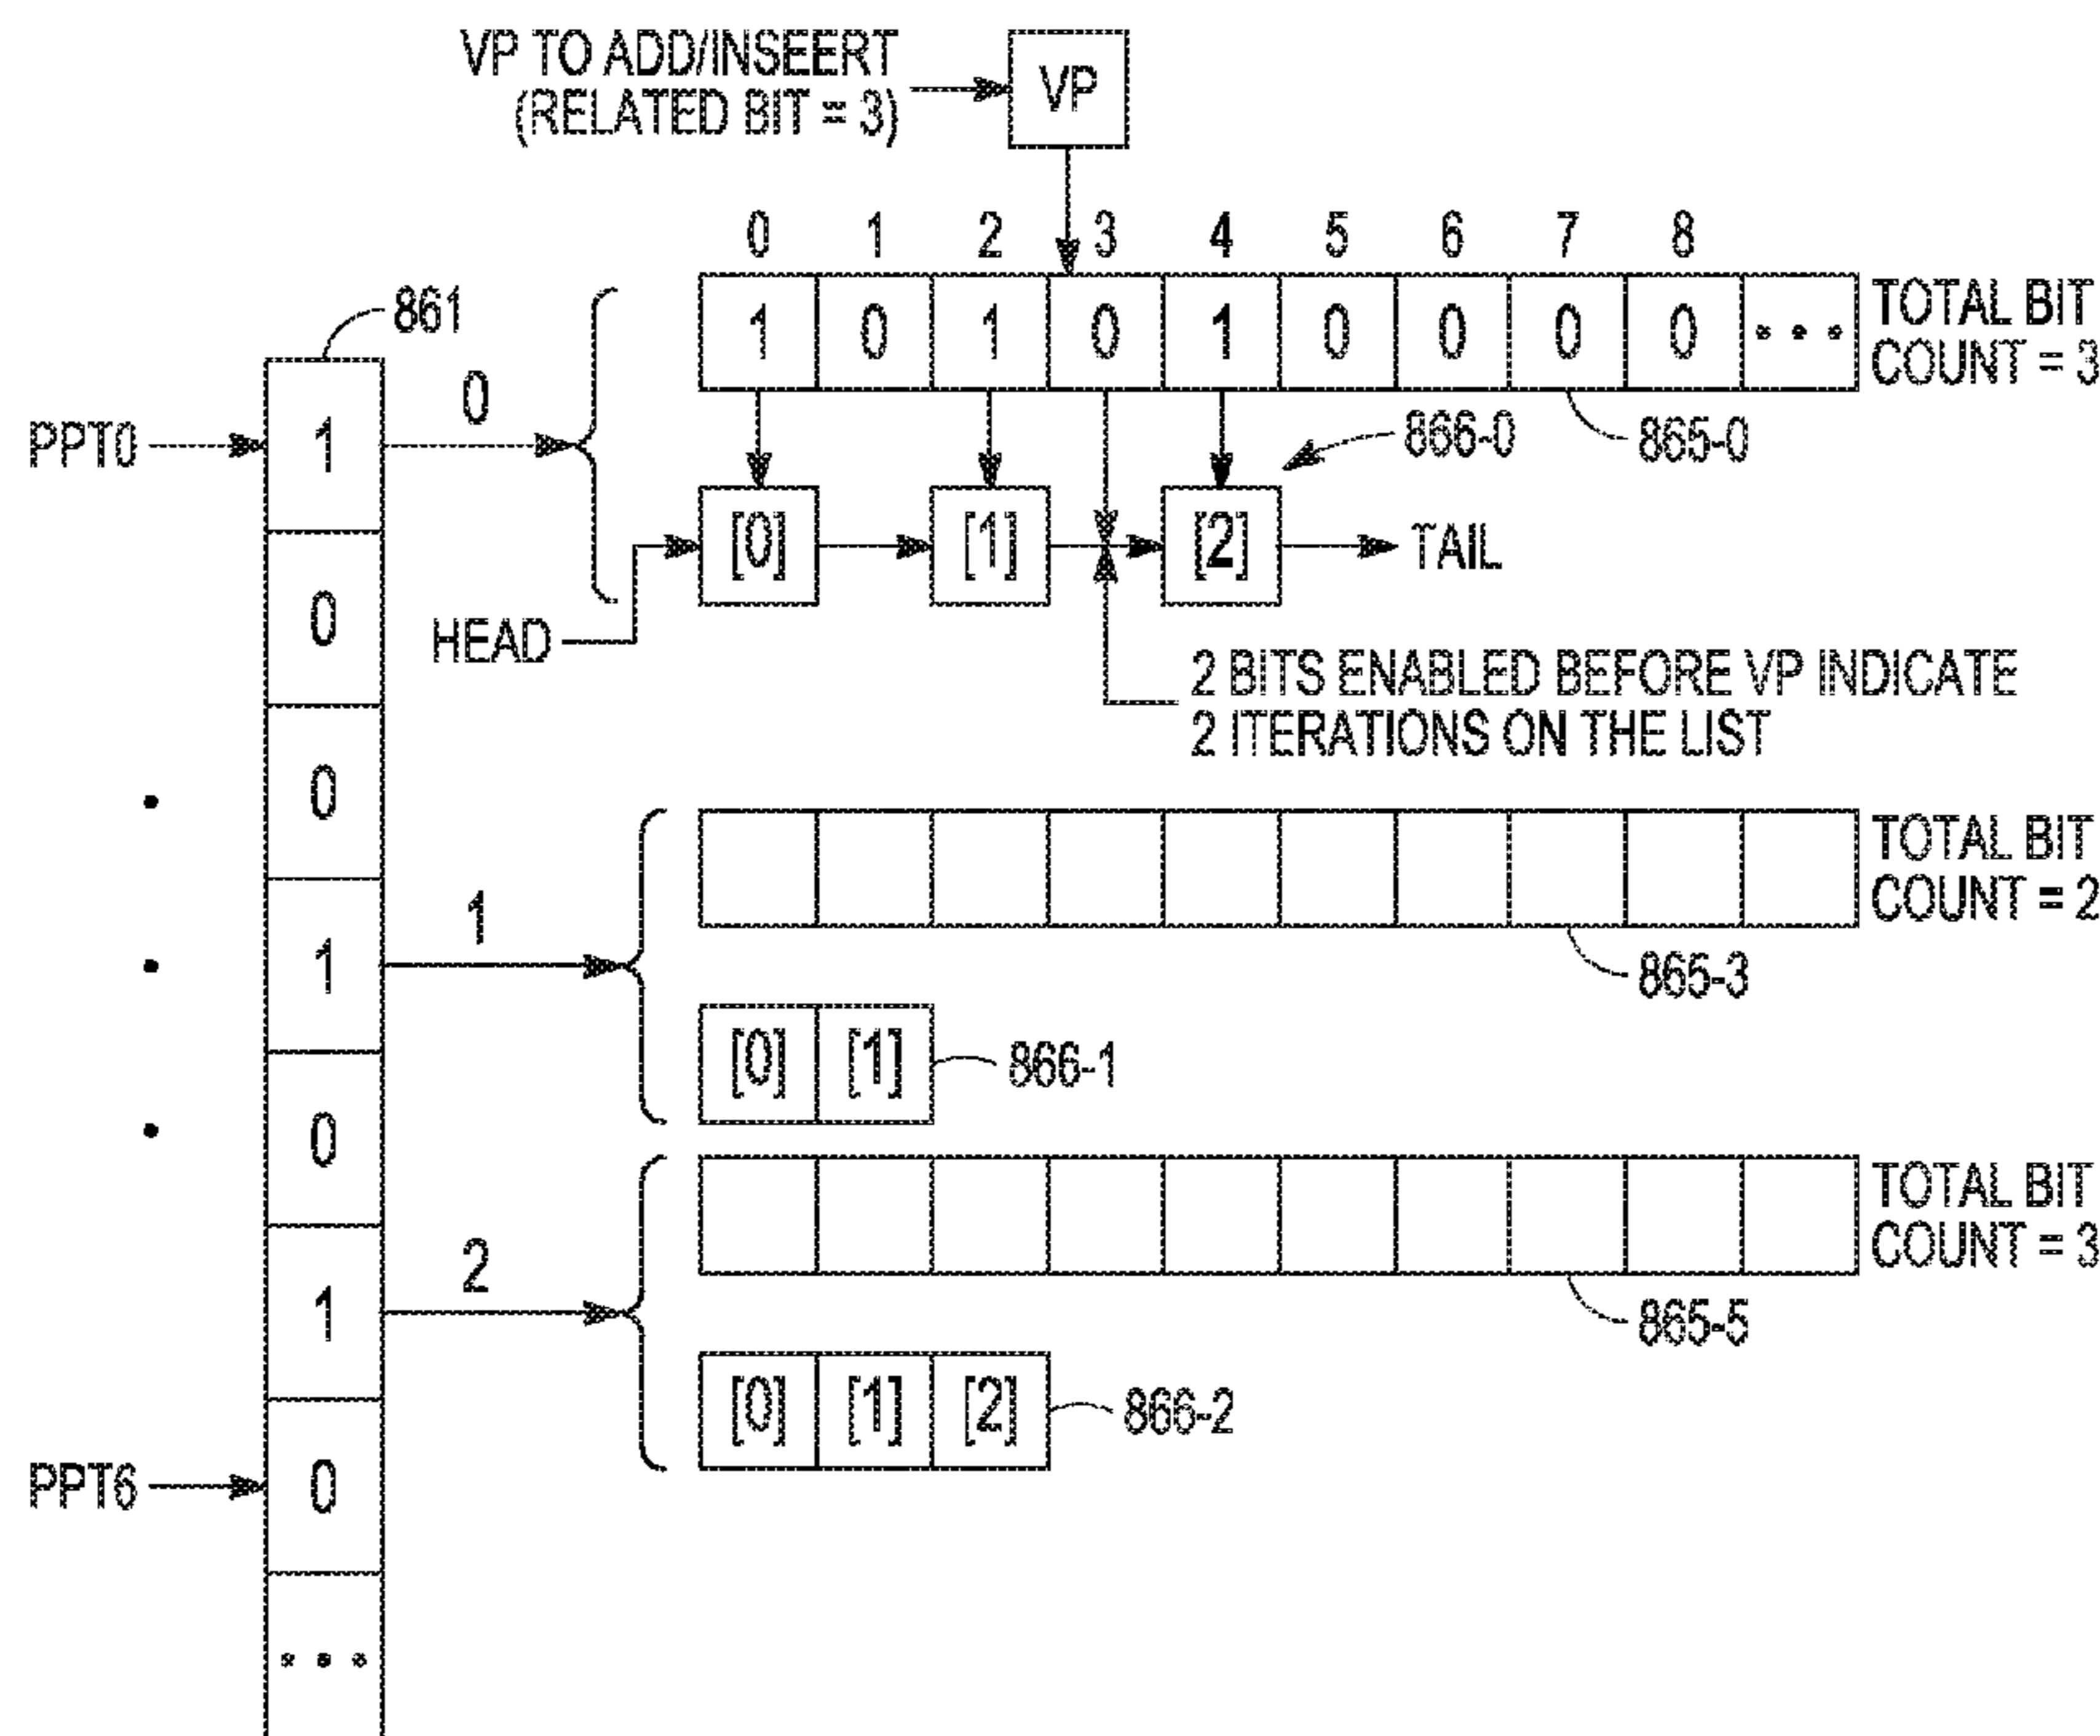 VP TO ADD/INSEERT
(RELATED BIT = 3)
VP
0 1 2 3 4 5 6 7 8
1 0 1 0 1 0 0 0 0 • • •
TOTAL BIT
COUNT = 3
861
PPT0
1
0
866-0
865-0
[0] [1] [2]
TAIL
HEAD
0
2 BITS ENABLED BEFORE VP INDICATE
2 ITERATIONS ON THE LIST
0
TOTAL BIT
COUNT = 2
1
1
865-3
[0] [1]
866-1
0
TOTAL BIT
COUNT = 3
1
2
865-5
[0] [1] [2]
866-2
PPT6
0
• • •